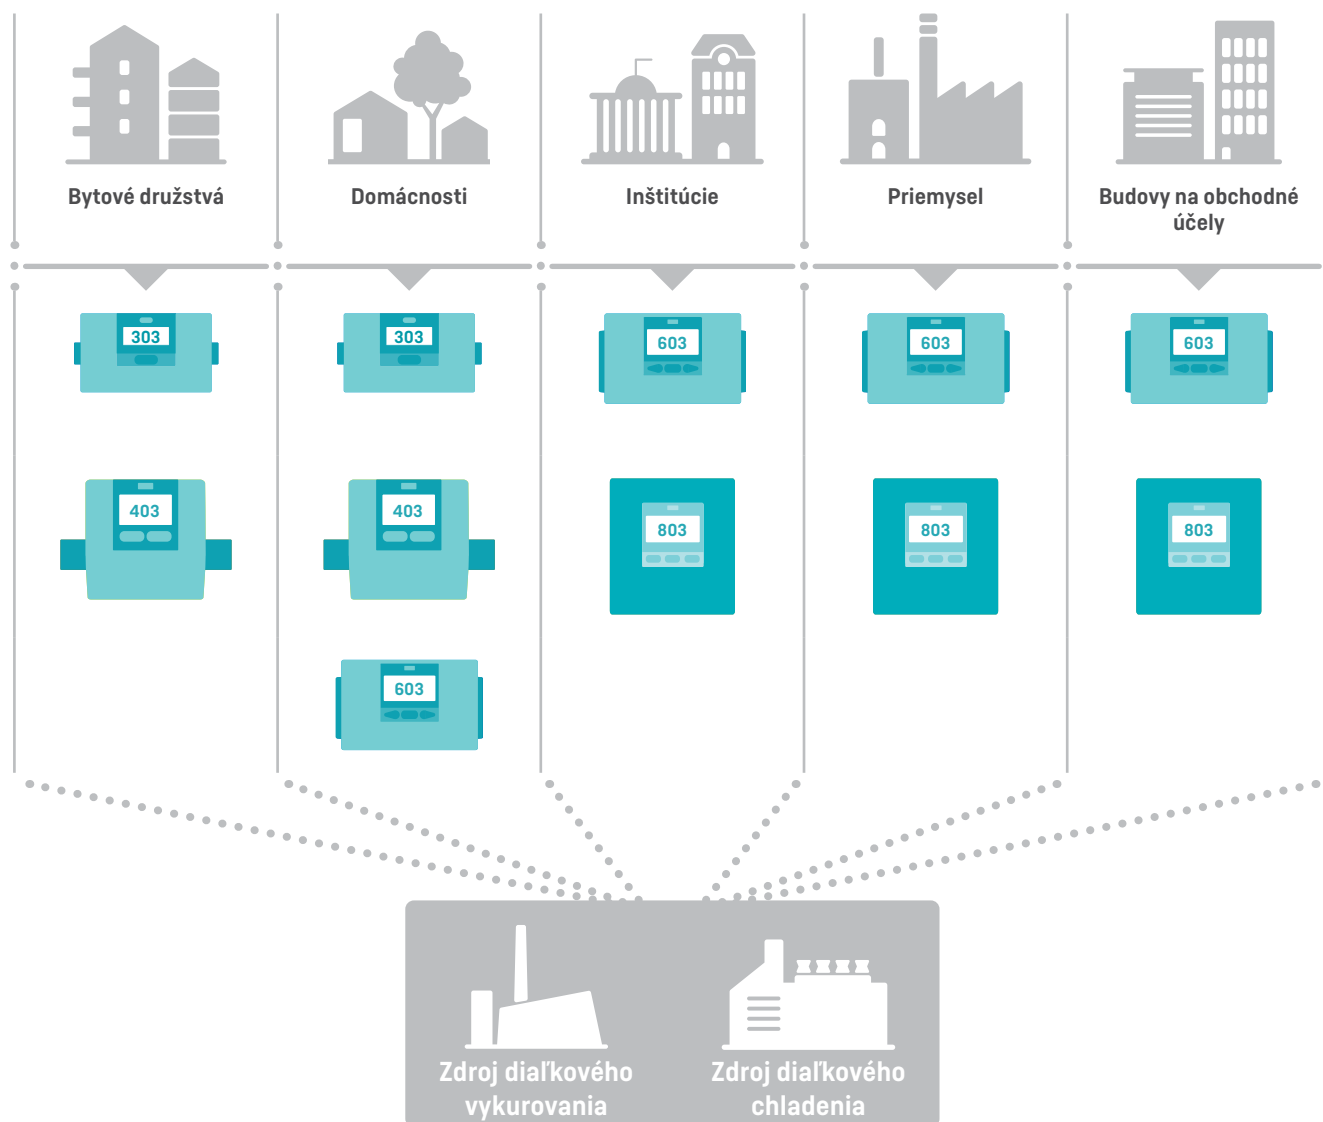 Bytové družstvá
Domácnosti
Inštitúcie
Priemysel
Budovy na obchodné
účely
303
303
603
603
603
403
403
803
803
803
603
Zdroj diaľkového
vykurovania
Zdroj diaľkového
chladenia